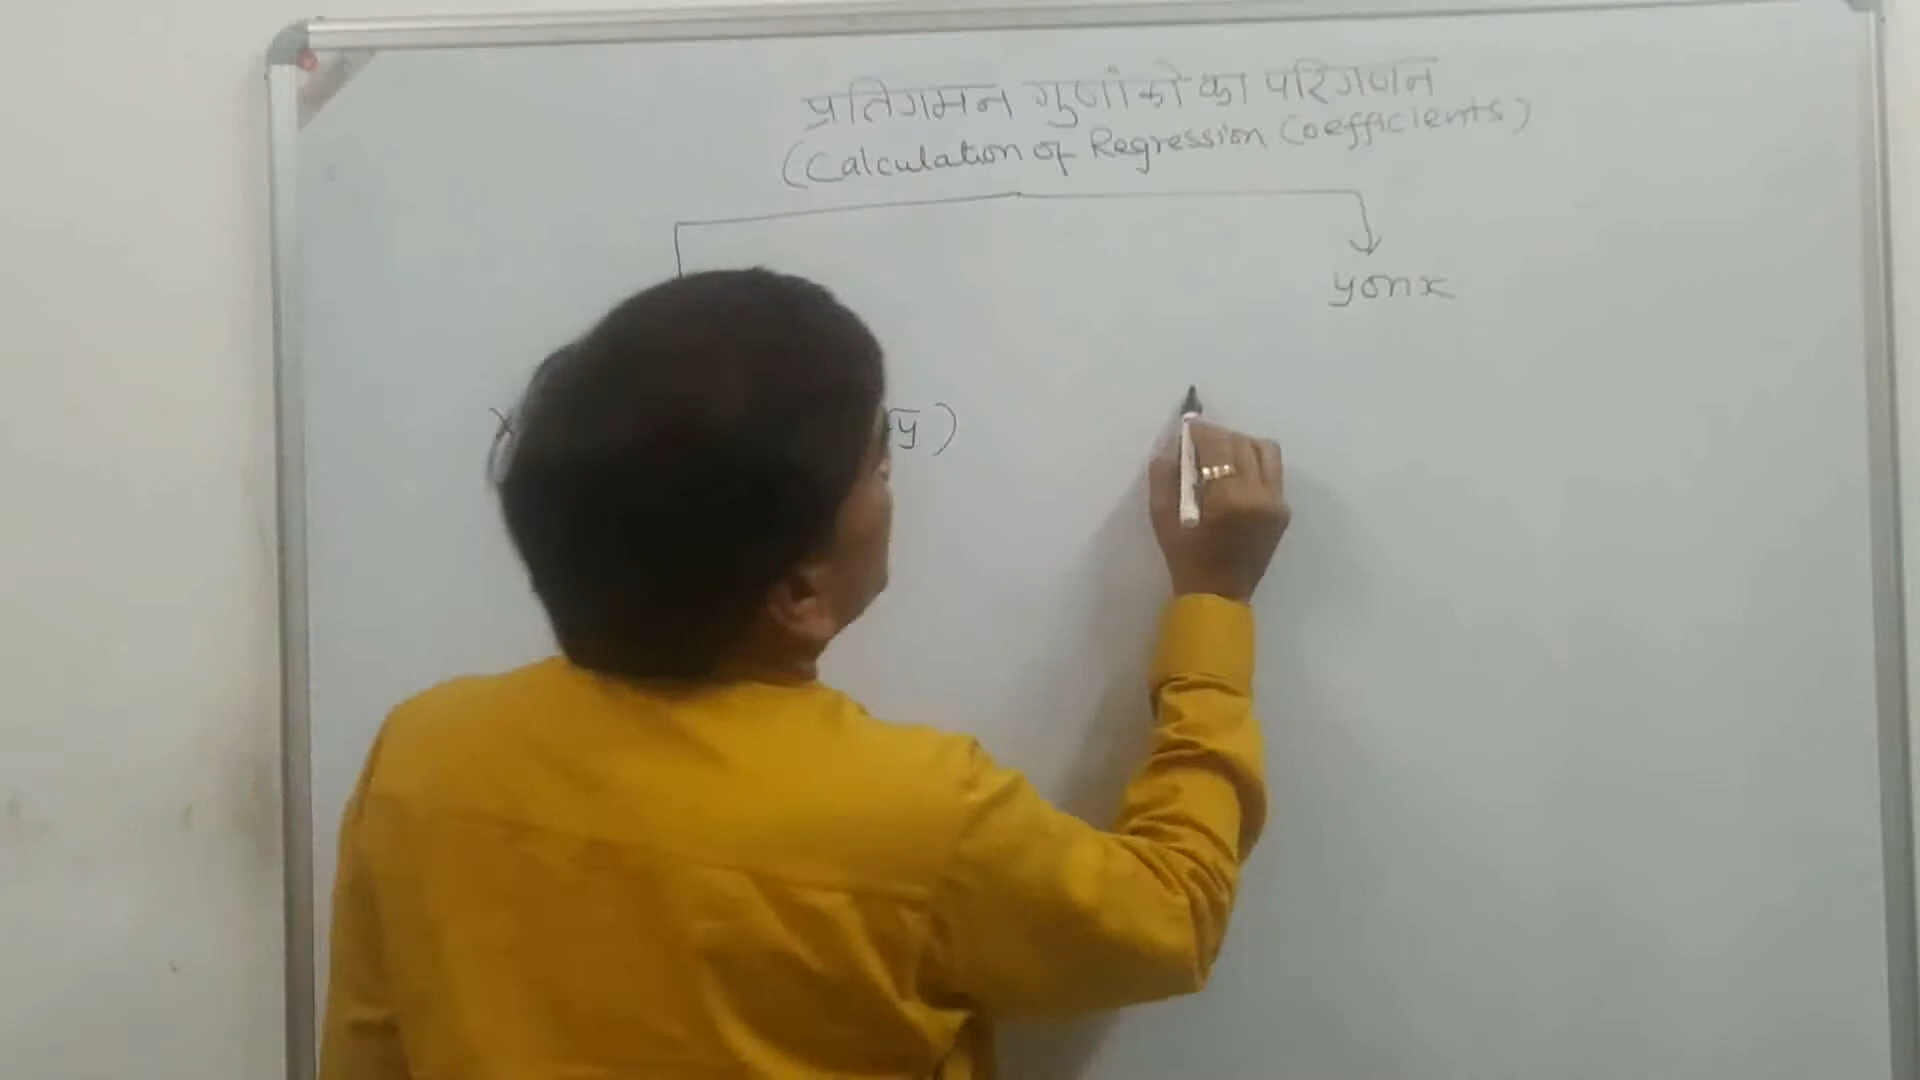 प्रतिगमन गुणांको का परिगणन
(Calculation of Regression Coefficients)
y on x
y̅ )